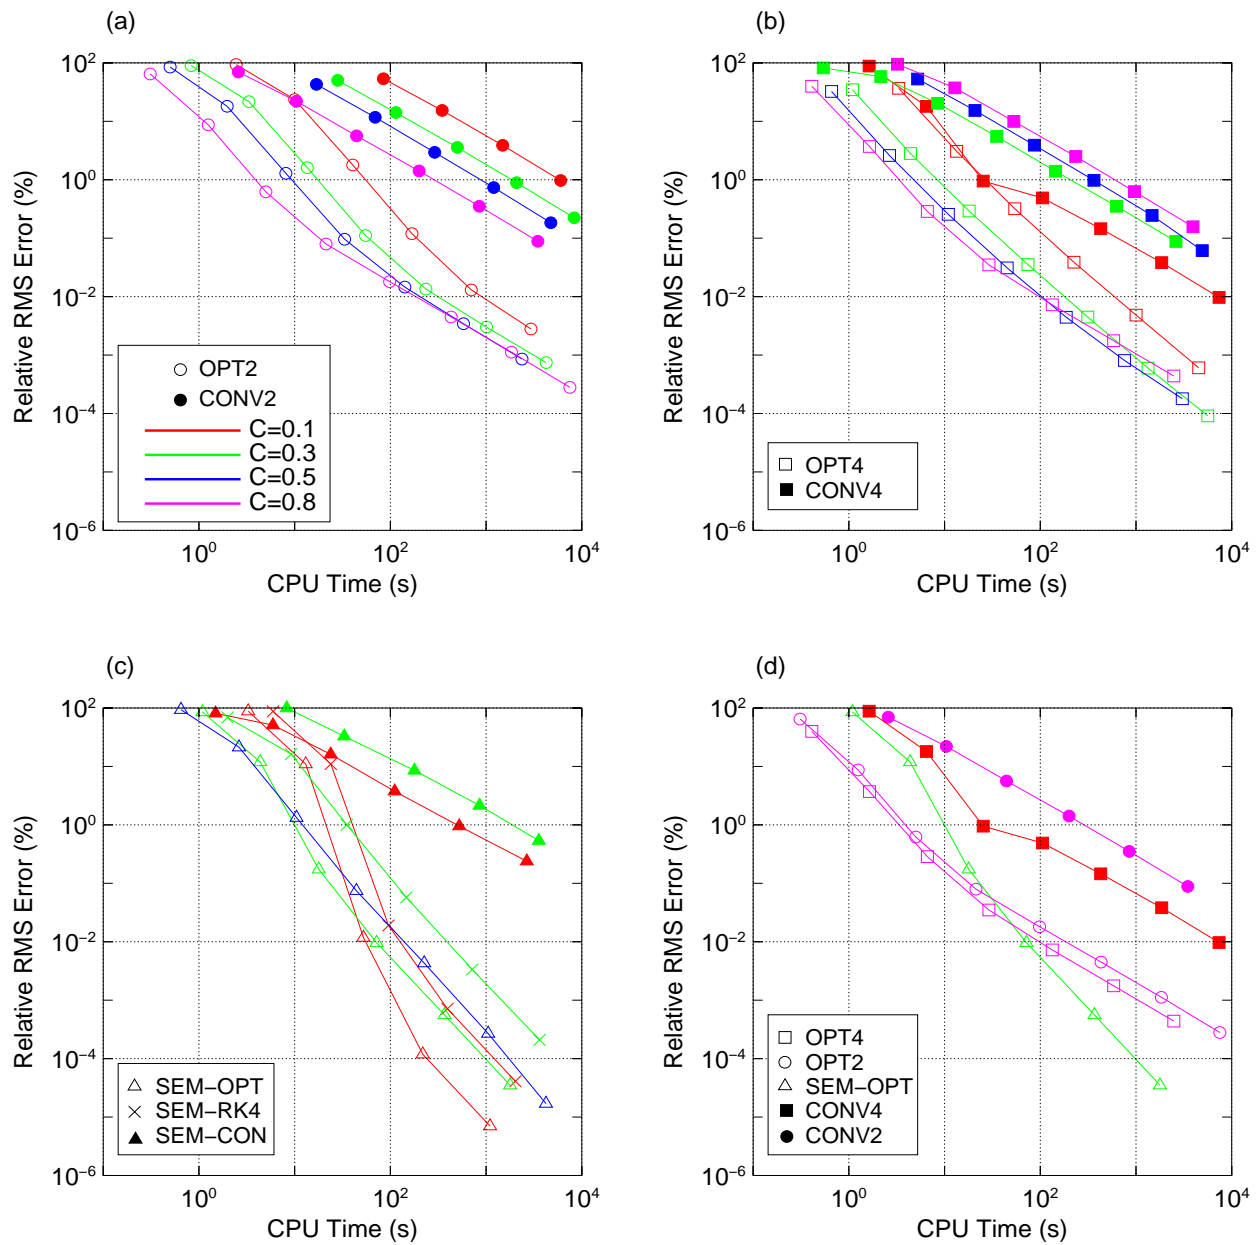 (a)
10²
10⁰
10⁻²
10⁻⁴
10⁻⁶
Relative RMS Error (%)
OPT2
CONV2
C=0.1
C=0.3
C=0.5
C=0.8
10⁰
10²
10⁴
CPU Time (s)
(b)
10²
10⁰
10⁻²
10⁻⁴
10⁻⁶
Relative RMS Error (%)
OPT4
CONV4
10⁰
10²
10⁴
CPU Time (s)
(c)
10²
10⁰
10⁻²
10⁻⁴
10⁻⁶
Relative RMS Error (%)
SEM−OPT
SEM−RK4
SEM−CON
10⁰
10²
10⁴
CPU Time (s)
(d)
10²
10⁰
10⁻²
10⁻⁴
10⁻⁶
Relative RMS Error (%)
OPT4
OPT2
SEM−OPT
CONV4
CONV2
10⁰
10²
10⁴
CPU Time (s)